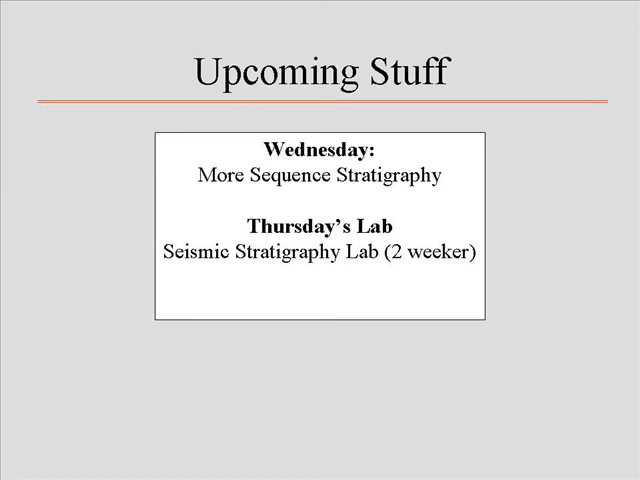 Upcoming Stuff
Wednesday:
More Sequence Stratigraphy
Thursday’s Lab
Seismic Stratigraphy Lab (2 weeker)